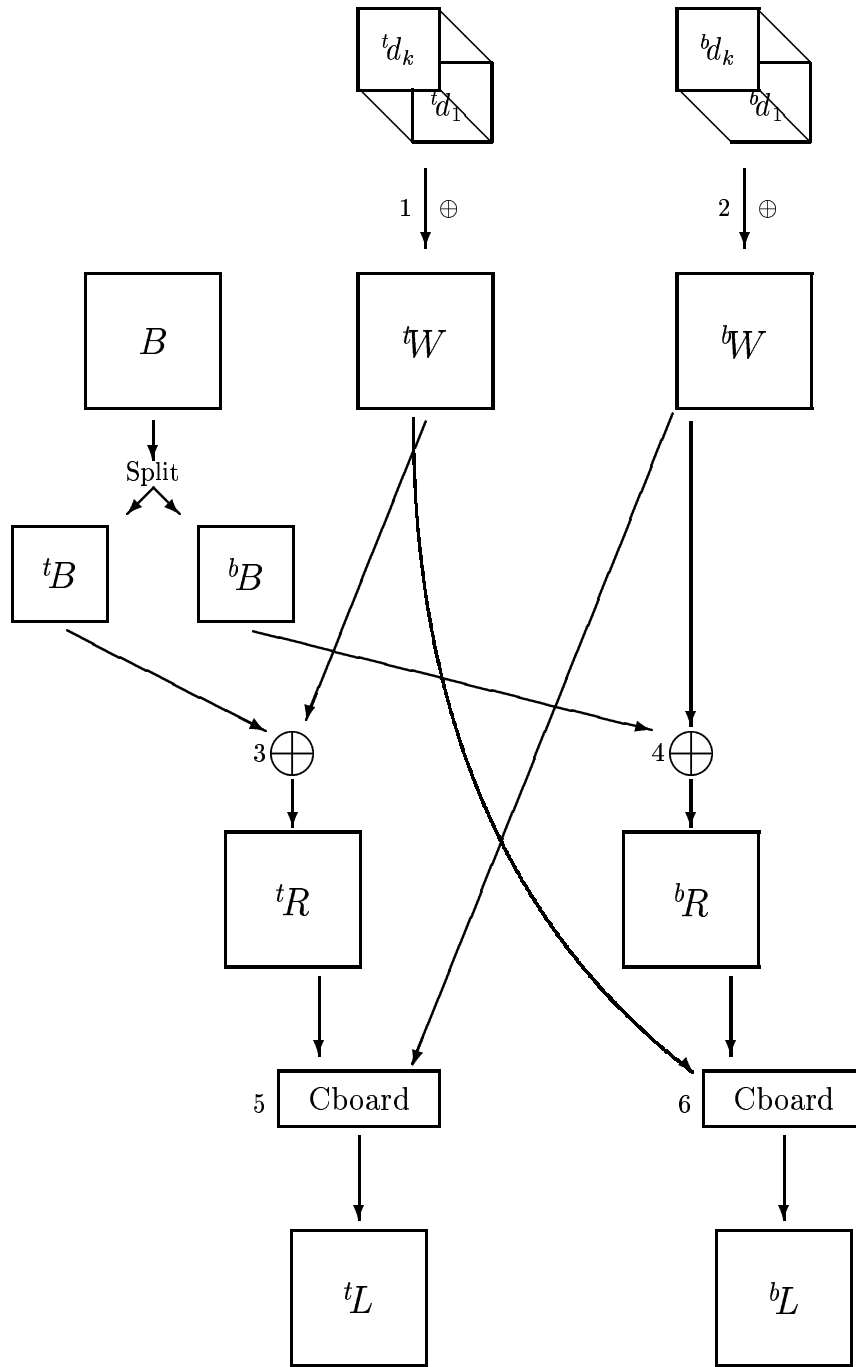 ᵗdₖ ᵇdₖ
ᵗd₁ ᵇd₁
1 ⊕ 2 ⊕
B ᵗW ᵇW
Split
ᵗB ᵇB
3 4
ᵗR ᵇR
5 Cboard 6 Cboard
ᵗL ᵇL